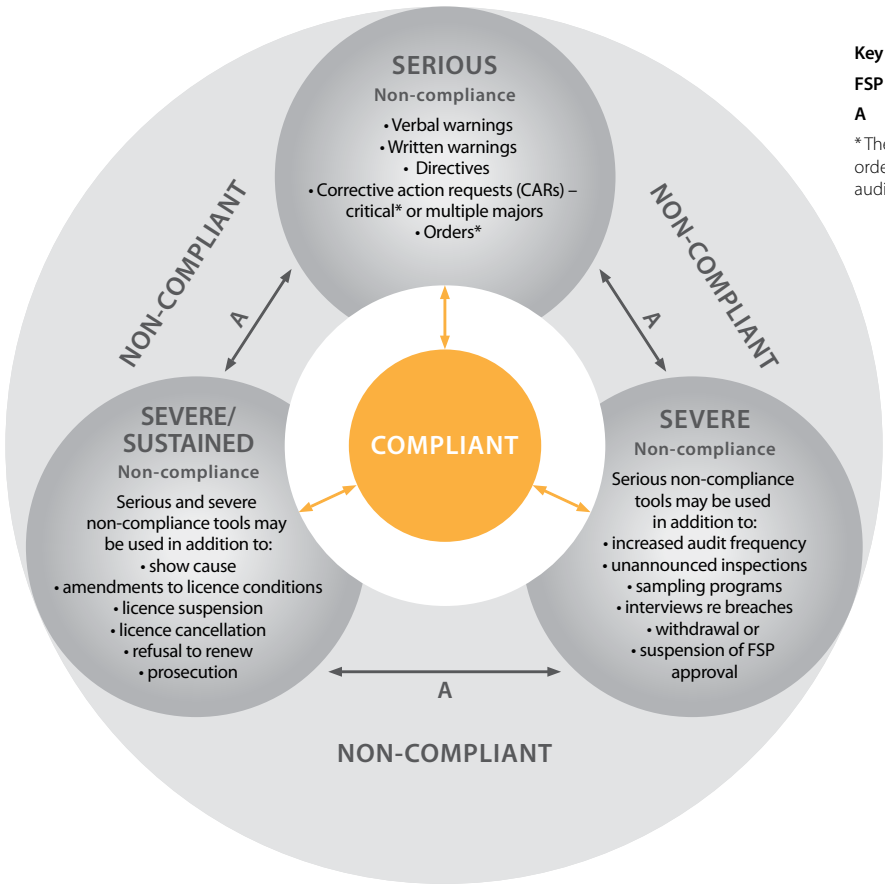 SERIOUS
Non-compliance
• Verbal warnings
• Written warnings
• Directives
• Corrective action requests (CARs) –
critical* or multiple majors
• Orders*
NON-COMPLIANT
NON-COMPLIANT
A
A
COMPLIANT
SEVERE/
SUSTAINED
Non-compliance
Serious and severe
non-compliance tools may
be used in addition to:
• show cause
• amendments to licence conditions
• licence suspension
• licence cancellation
• refusal to renew
• prosecution
SEVERE
Non-compliance
Serious non-compliance
tools may be used
in addition to:
• increased audit frequency
• unannounced inspections
• sampling programs
• interviews re breaches
• withdrawal or
• suspension of FSP
approval
A
NON-COMPLIANT
Key
FSP
A
* The
orde
audi